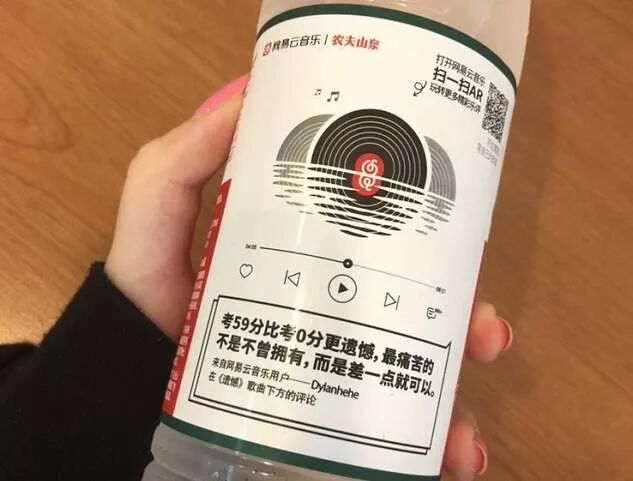 网易云音乐 | 农夫山泉
打开网易云音乐
扫一扫AR
玩转更多精彩乐评
考59分比考0分更遗憾,最痛苦的
不是不曾拥有,而是差一点就可以。
来自网易云音乐用户——Dylanhehe
在《遗憾》歌曲下方的评论